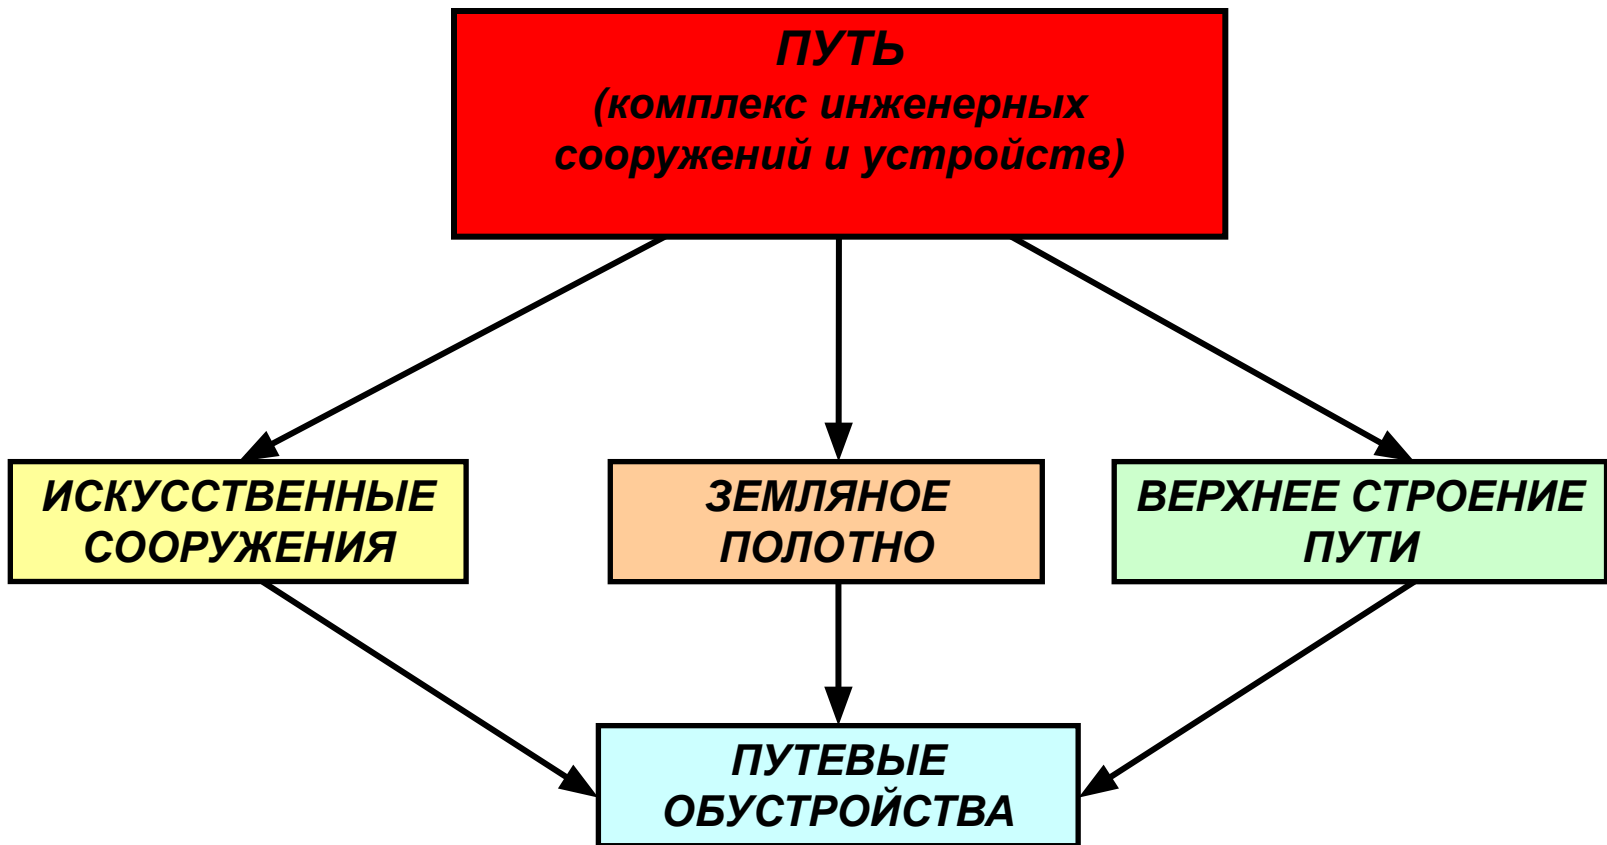 ПУТЬ
(комплекс инженерных
сооружений и устройств)
ИСКУССТВЕННЫЕ
СООРУЖЕНИЯ
ЗЕМЛЯНОЕ
ПОЛОТНО
ВЕРХНЕЕ СТРОЕНИЕ
ПУТИ
ПУТЕВЫЕ
ОБУСТРОЙСТВА